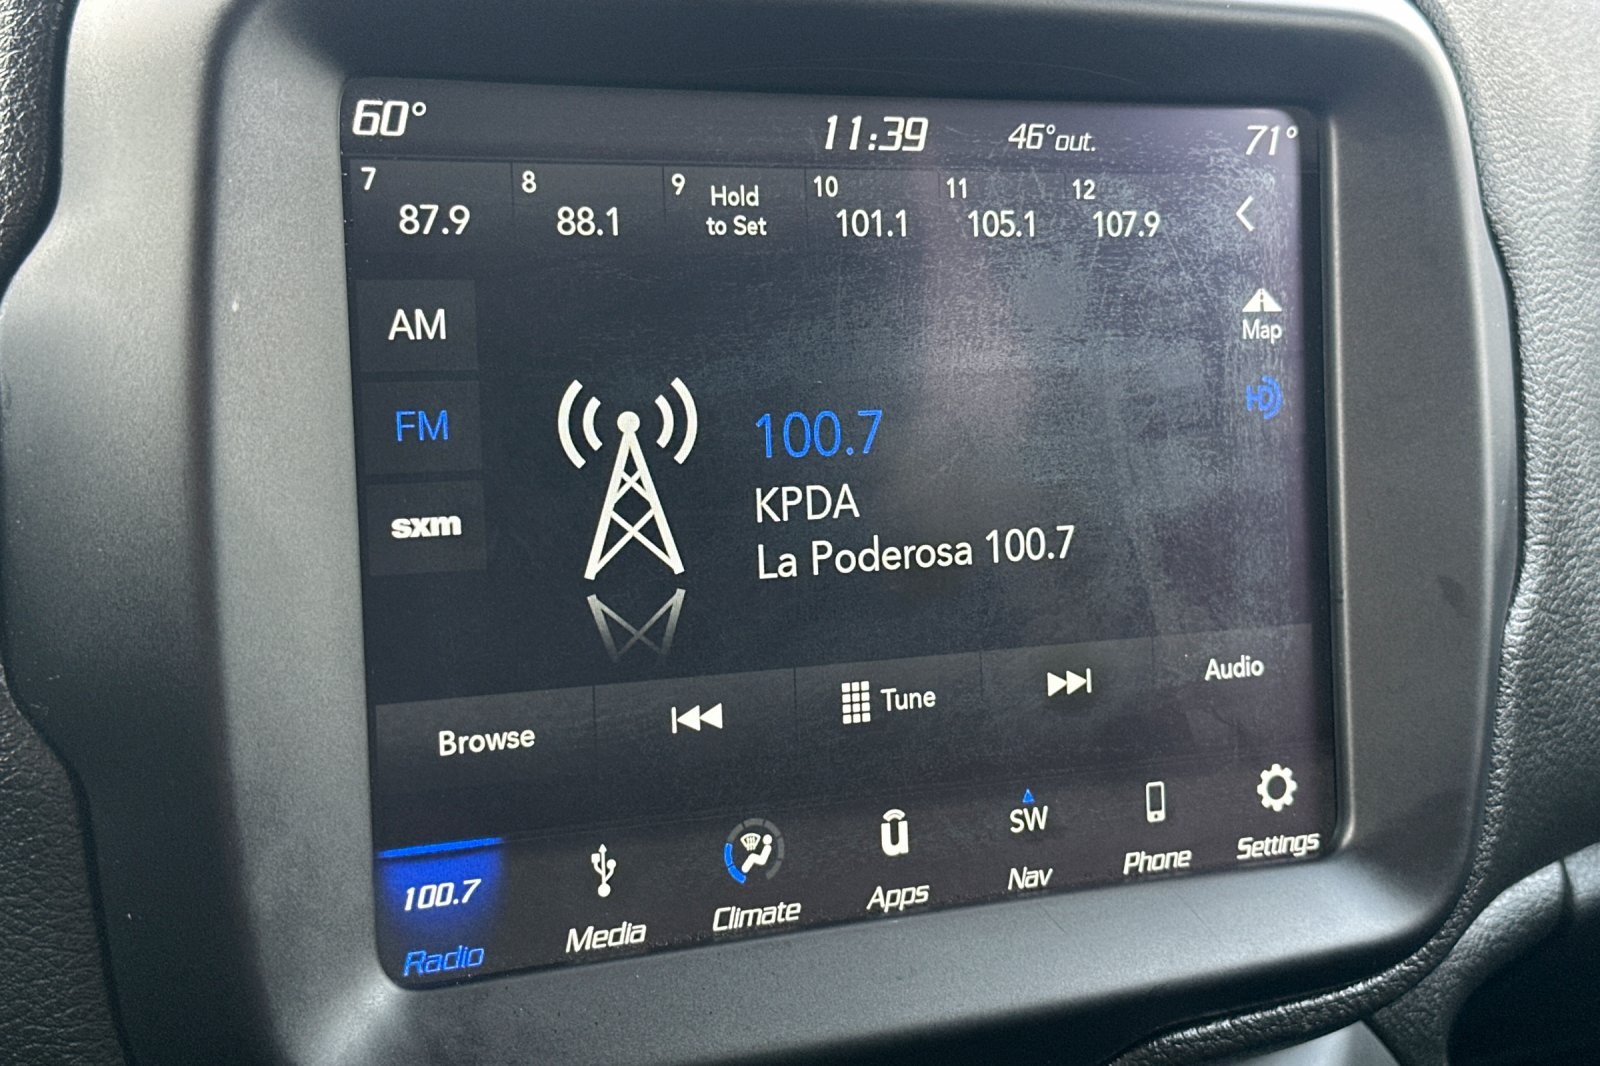 60° 11:39 46°out. 71°
7 87.9 8 88.1 9 Hold to Set 10 101.1 11 105.1 12 107.9
AM
Map
FM
HD
100.7
KPDA
sxm
La Poderosa 100.7
Browse Tune Audio
100.7 u SW
Radio Media Climate Apps Nav Phone Settings